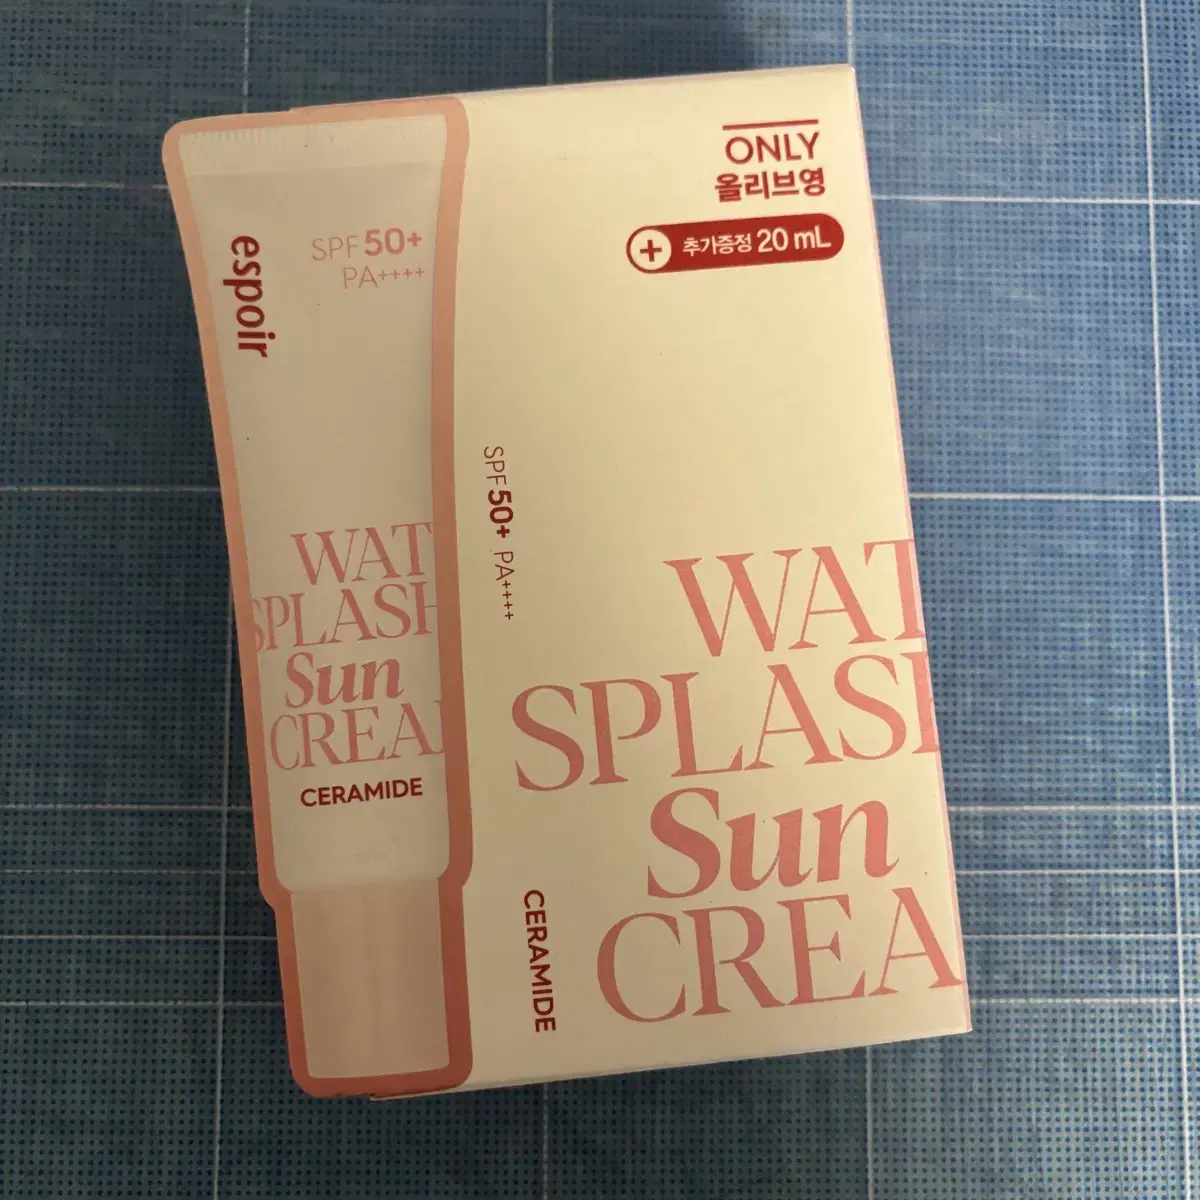 espoir
SPF 50+
PA++++
WAT
SPLASH
Sun
CREA
CERAMIDE
ONLY
올리브영
+ 추가증정 20 mL
SPF 50+ PA++++
WAT
SPLASH
Sun
CREA
CERAMIDE